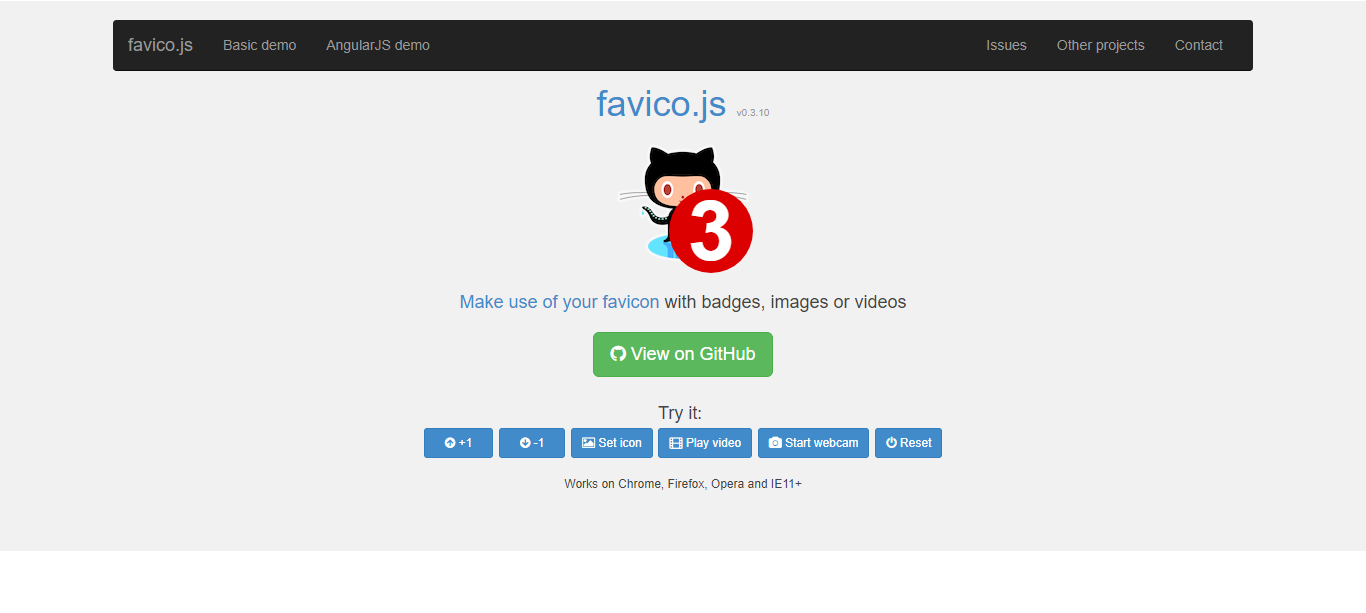 favico.js Basic demo AngularJS demo Issues Other projects Contact
favico.js v0.3.10
3
Make use of your favicon with badges, images or videos
View on GitHub
Try it:
+1 -1 Set icon Play video Start webcam Reset
Works on Chrome, Firefox, Opera and IE11+